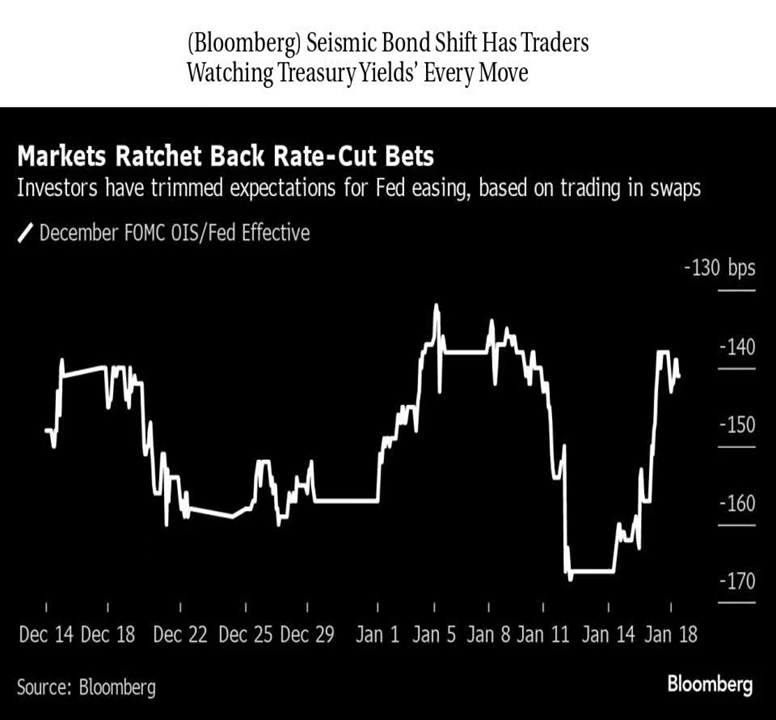 (Bloomberg) Seismic Bond Shift Has Traders
Watching Treasury Yields’ Every Move
Markets Ratchet Back Rate-Cut Bets
Investors have trimmed expectations for Fed easing, based on trading in swaps
December FOMC OIS/Fed Effective
-130 bps
-140
-150
-160
-170
Dec 14 Dec 18 Dec 22 Dec 25 Dec 29 Jan 1 Jan 5 Jan 8 Jan 11 Jan 14 Jan 18
Source: Bloomberg
Bloomberg